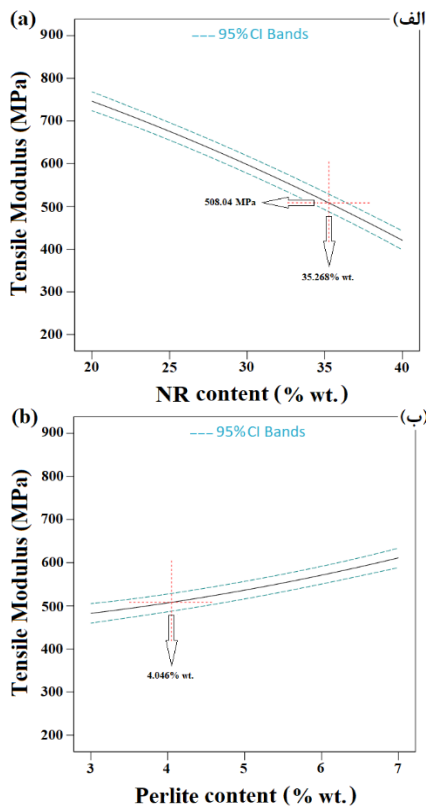 (a)
(الف)
--- 95%CI Bands
Tensile Modulus (MPa)
900
800
700
600
500
400
300
200
508.04 MPa
35.268% wt.
20
25
30
35
40
NR content (% wt.)
(b)
(ب)
--- 95%CI Bands
Tensile Modulus (MPa)
900
800
700
600
500
400
300
200
4.046% wt.
3
4
5
6
7
Perlite content (% wt.)